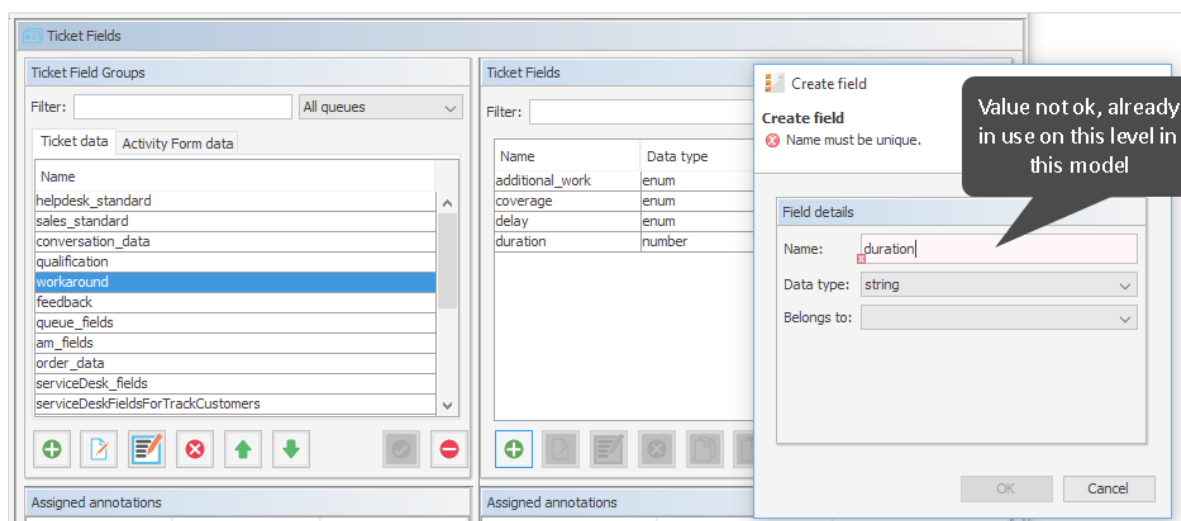 Ticket Fields
Ticket Field Groups
Filter:
All queues
Ticket data
Activity Form data
Name
helpdesk_standard
sales_standard
conversation_data
qualification
workaround
feedback
queue_fields
am_fields
order_data
serviceDesk_fields
serviceDeskFieldsForTrackCustomers
Assigned annotations
Ticket Fields
Filter:
Name Data type
additional_work enum
coverage enum
delay enum
duration number
Assigned annotations
Create field
Create field
Name must be unique.
Value not ok, already
in use on this level in
this model
Field details
Name: duration
Data type: string
Belongs to:
OK Cancel